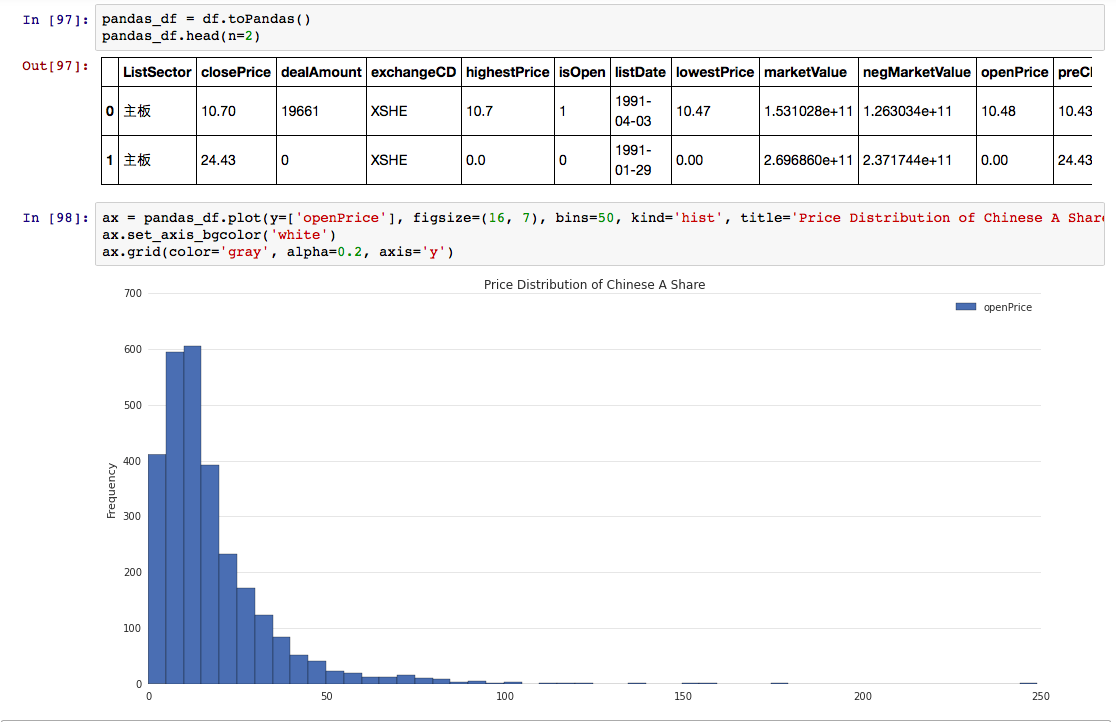 In [97]: pandas_df = df.toPandas()
pandas_df.head(n=2)
Out[97]:
ListSector closePrice dealAmount exchangeCD highestPrice isOpen listDate lowestPrice marketValue negMarketValue openPrice
0 主板 10.70 19661 XSHE 10.7 1 1991-04-03 10.47 1.531028e+11 1.263034e+11 10.48 10.43
1 主板 24.43 0 XSHE 0.0 0 1991-01-29 0.00 2.696860e+11 2.371744e+11 0.00 24.43
In [98]: ax = pandas_df.plot(y=['openPrice'], figsize=(16, 7), bins=50, kind='hist', title='Price Distribution of Chinese A Share
ax.set_axis_bgcolor('white')
ax.grid(color='gray', alpha=0.2, axis='y')
Price Distribution of Chinese A Share
openPrice
Frequency
700
600
500
400
300
200
100
0
0 50 100 150 200 250